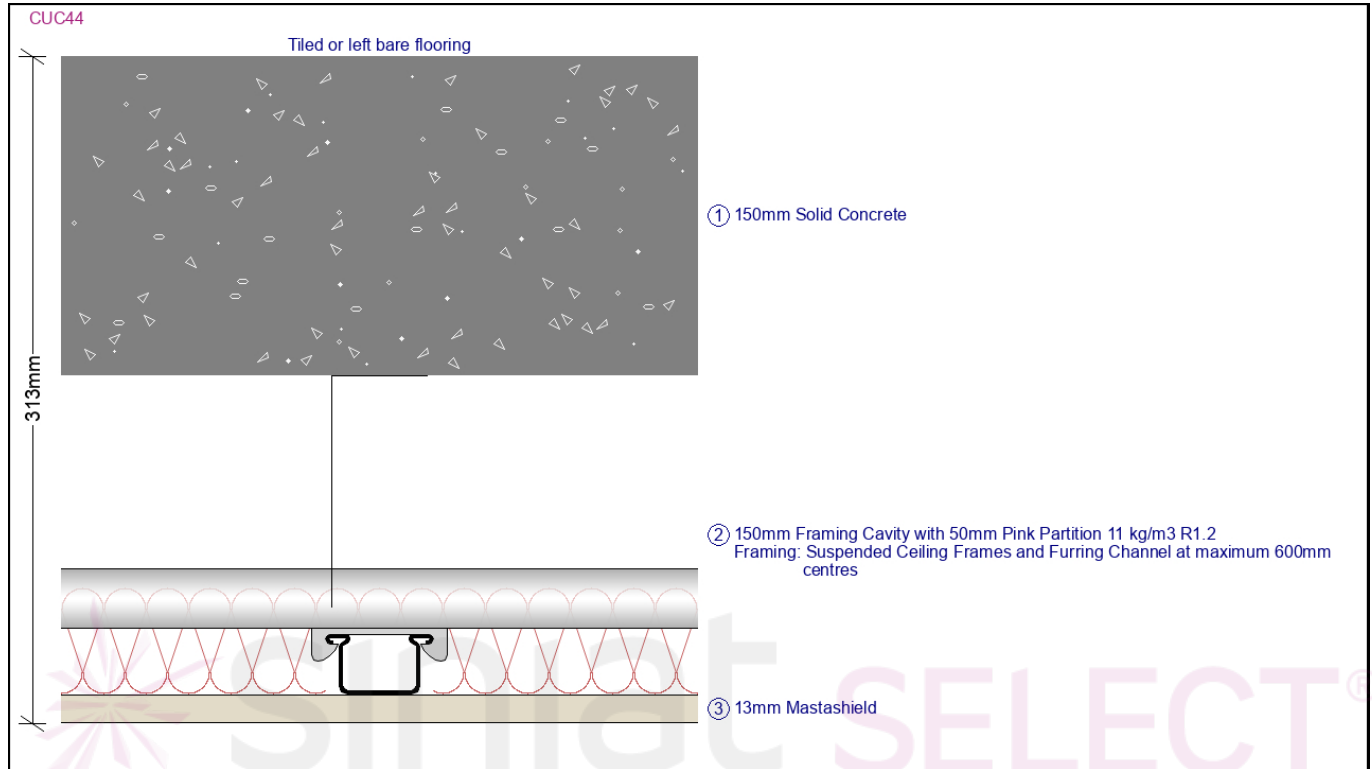 CUC44
Tiled or left bare flooring
313mm
1 150mm Solid Concrete
2 150mm Framing Cavity with 50mm Pink Partition 11 kg/m3 R1.2
Framing: Suspended Ceiling Frames and Furring Channel at maximum 600mm
centres
3 13mm Mastashield
siniat SELECT®